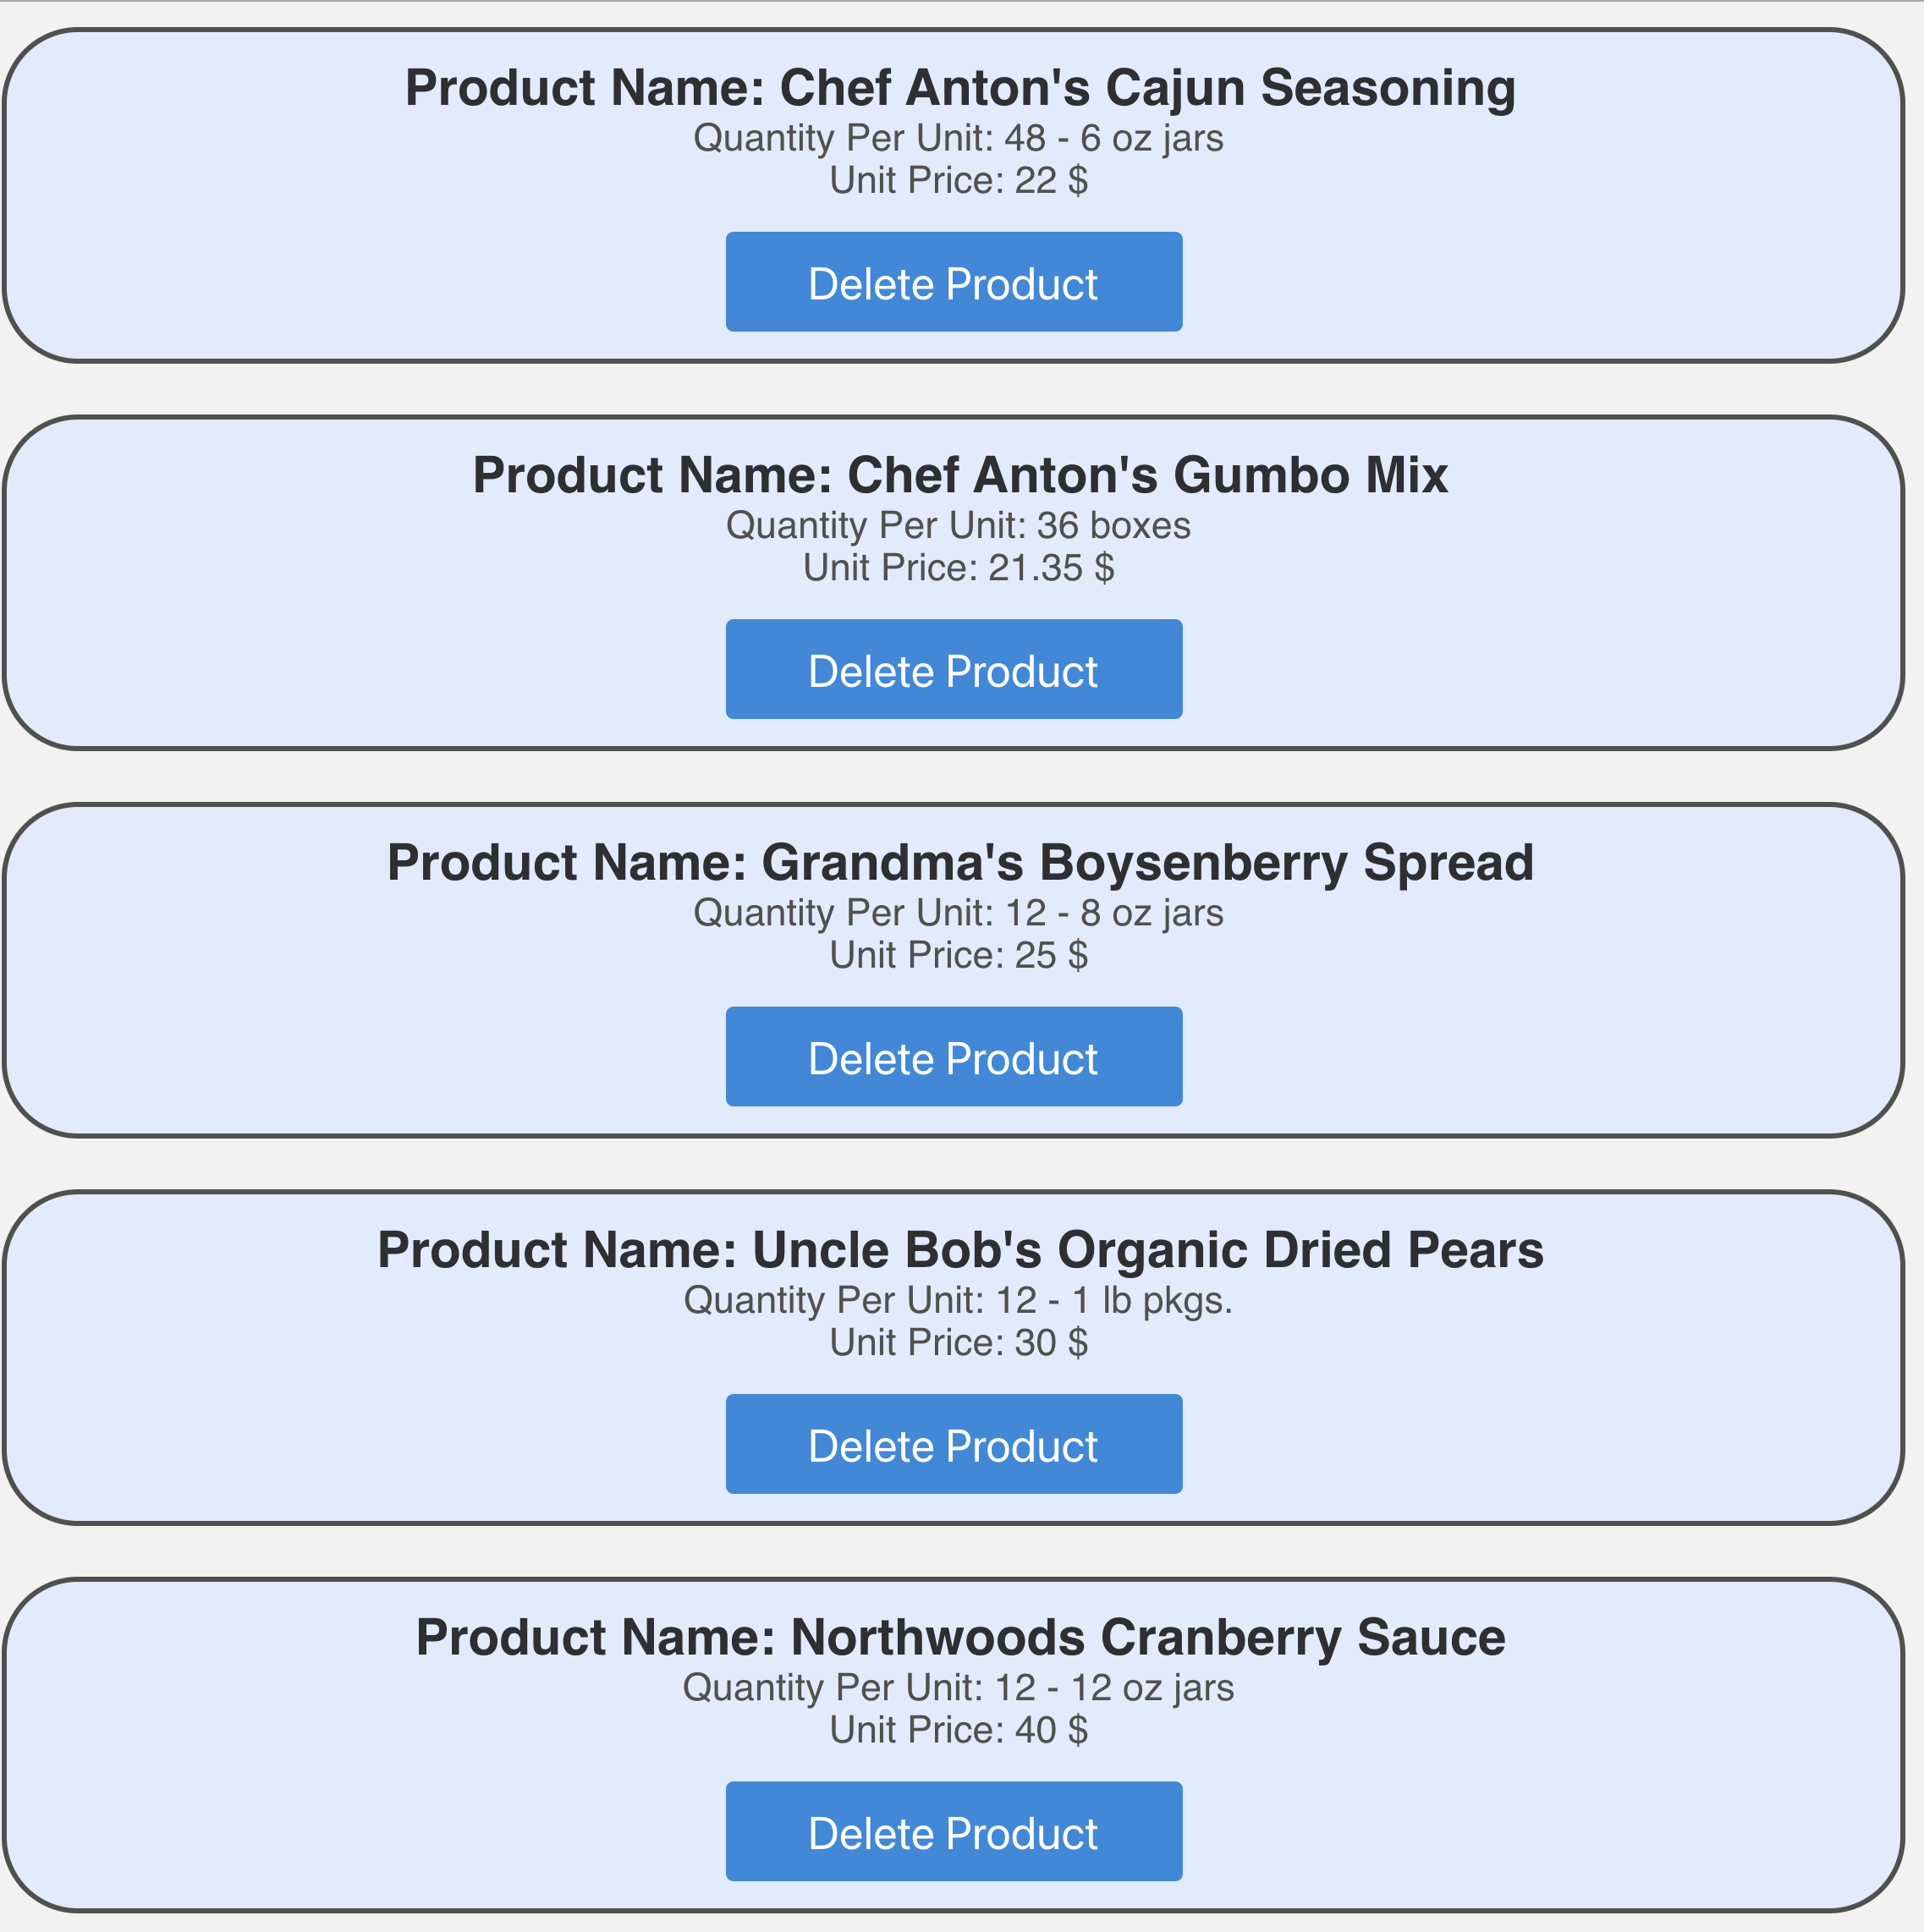 Product Name: Chef Anton's Cajun Seasoning
Quantity Per Unit: 48 - 6 oz jars
Unit Price: 22 $
Delete Product
Product Name: Chef Anton's Gumbo Mix
Quantity Per Unit: 36 boxes
Unit Price: 21.35 $
Delete Product
Product Name: Grandma's Boysenberry Spread
Quantity Per Unit: 12 - 8 oz jars
Unit Price: 25 $
Delete Product
Product Name: Uncle Bob's Organic Dried Pears
Quantity Per Unit: 12 - 1 lb pkgs.
Unit Price: 30 $
Delete Product
Product Name: Northwoods Cranberry Sauce
Quantity Per Unit: 12 - 12 oz jars
Unit Price: 40 $
Delete Product